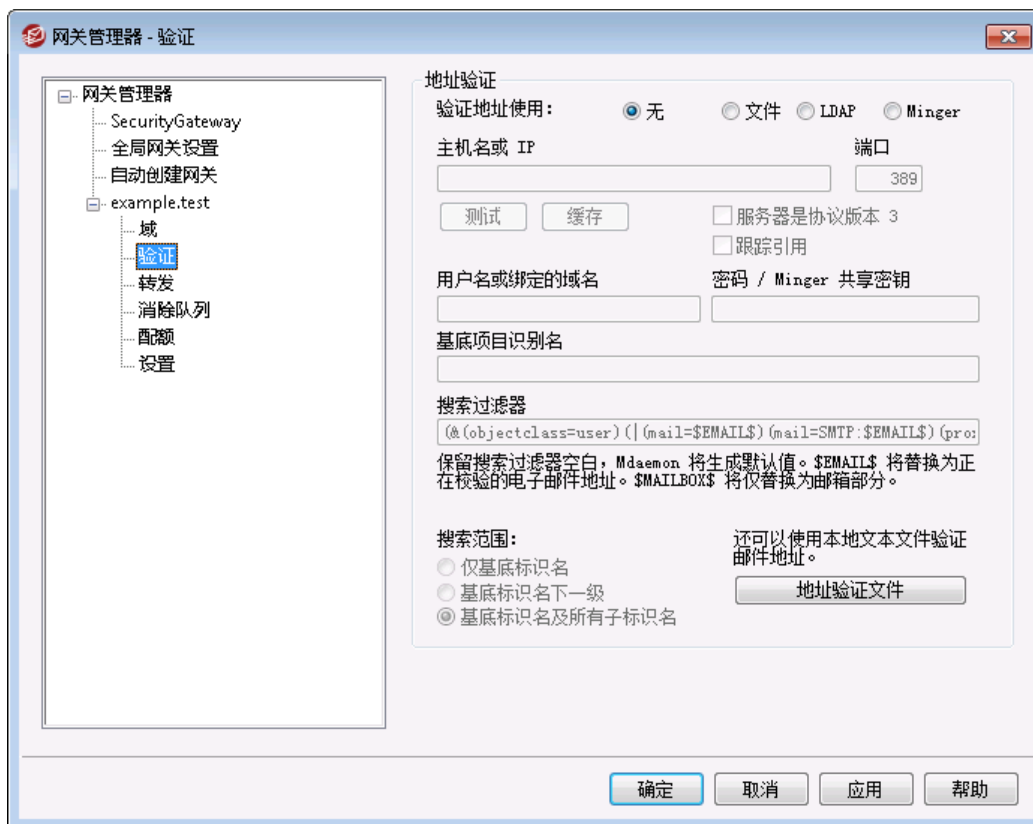 网关管理器 - 验证
网关管理器
SecurityGateway
全局网关设置
自动创建网关
example.test
域
验证
转发
消除队列
配额
设置
地址验证
验证地址使用: 无 文件 LDAP Minger
主机名或 IP 端口
389
测试 缓存 服务器是协议版本 3
跟踪引用
用户名或绑定的域名 密码 / Minger 共享密钥
基底项目识别名
搜索过滤器
(&(objectclass=user)(|(mail=$EMAIL$)(mail=SMTP:$EMAIL$)(pro
保留搜索过滤器空白，Mdaemon 将生成默认值。$EMAIL$ 将替换为正
在校验的电子邮件地址。$MAILBOX$ 将仅替换为邮箱部分。
搜索范围:
仅基底标识名
基底标识名下一级
基底标识名及所有子标识名
还可以使用本地文本文件验证
邮件地址。
地址验证文件
确定 取消 应用 帮助